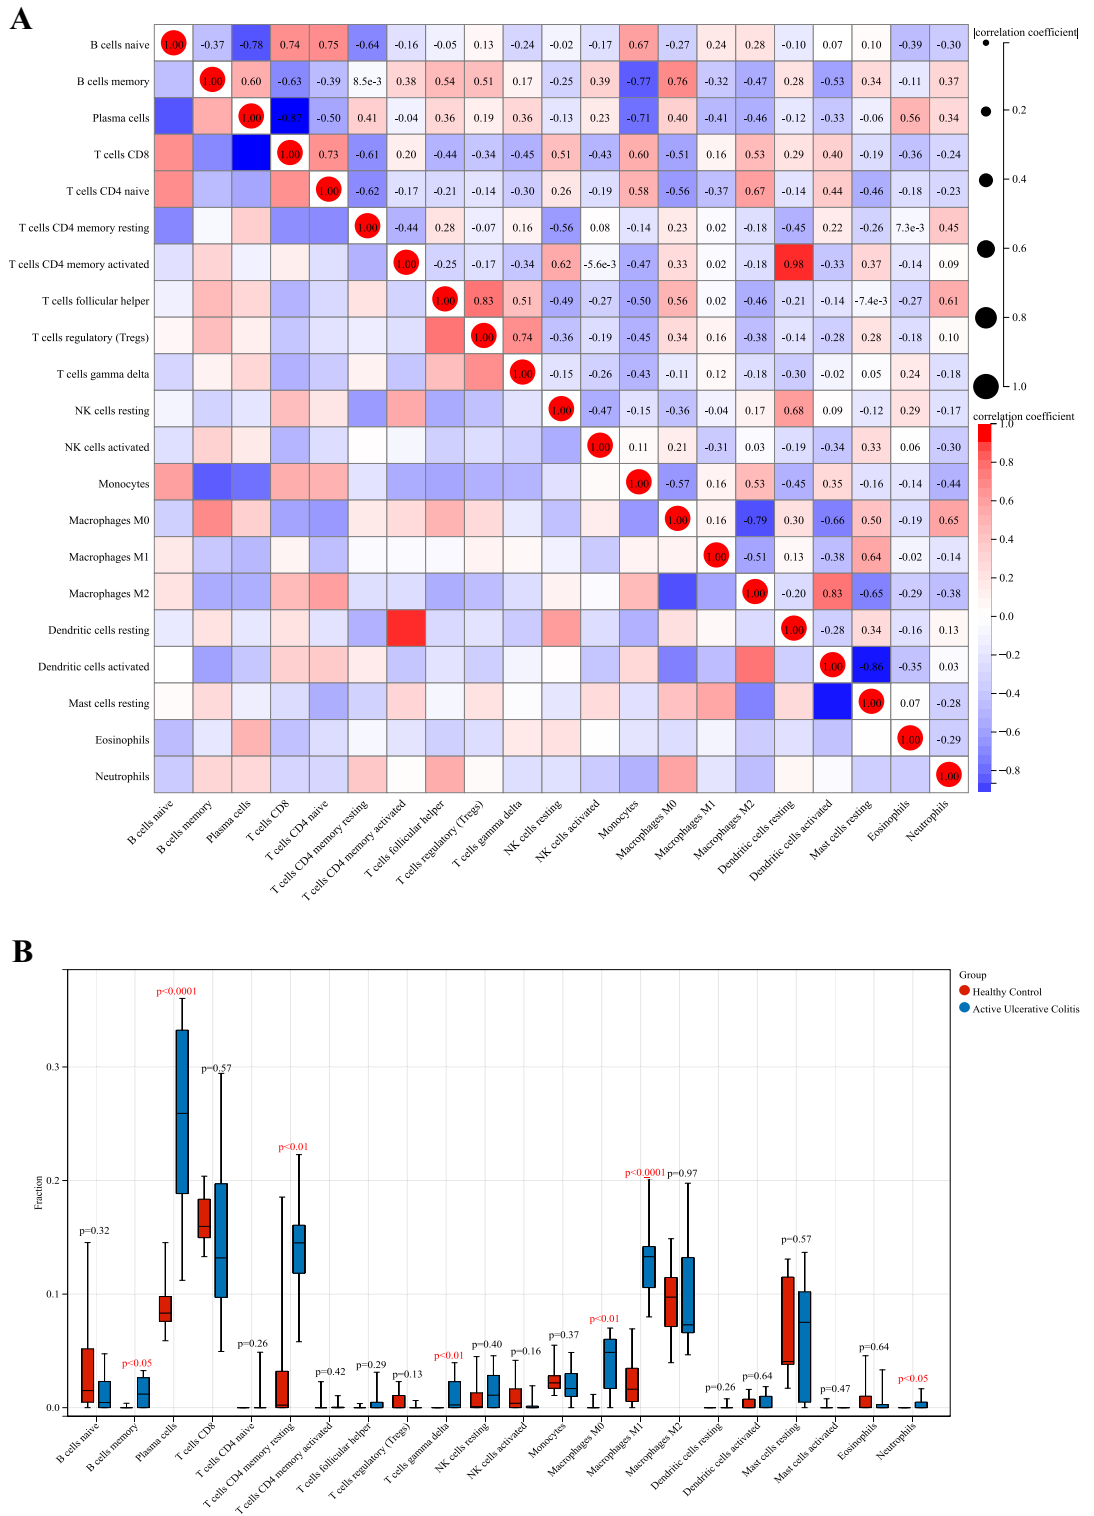 A
B cells naive 1.00 -0.37 -0.78 0.74 0.75 -0.64 -0.16 -0.05 0.13 -0.24 -0.02 -0.17 0.67 -0.27 0.24 0.28 -0.10 0.07 0.10 -0.39 -0.30
B cells memory 1.00 0.60 -0.63 -0.39 8.5e-3 0.38 0.54 0.51 0.17 -0.25 0.39 -0.77 0.76 -0.32 -0.47 0.28 -0.53 0.34 -0.11 0.37
Plasma cells 1.00 -0.87 -0.50 0.41 -0.04 0.36 0.19 0.36 -0.13 0.23 -0.71 0.40 -0.41 -0.46 -0.12 -0.33 -0.06 0.56 0.34
T cells CD8 1.00 0.73 -0.61 0.20 -0.44 -0.34 -0.45 0.51 -0.43 0.60 -0.51 0.16 0.53 0.29 0.40 -0.19 -0.36 -0.24
T cells CD4 naive 1.00 -0.62 -0.17 -0.21 -0.14 -0.30 0.26 -0.19 0.58 -0.56 -0.37 0.67 -0.14 0.44 -0.46 -0.18 -0.23
T cells CD4 memory resting 1.00 -0.44 0.28 -0.07 0.16 -0.56 0.08 -0.14 0.23 0.02 -0.18 -0.45 0.22 -0.26 7.3e-3 0.45
T cells CD4 memory activated 1.00 -0.25 -0.17 -0.34 0.62 -5.6e-3 -0.47 0.33 0.02 -0.18 0.98 -0.33 0.37 -0.14 0.09
T cells follicular helper 1.00 0.83 0.51 -0.49 -0.27 -0.50 0.56 0.02 -0.46 -0.21 -0.14 -7.4e-3 -0.27 0.61
T cells regulatory (Tregs) 1.00 0.74 -0.36 -0.19 -0.45 0.34 0.16 -0.38 -0.14 -0.28 0.28 -0.18 0.10
T cells gamma delta 1.00 -0.15 -0.26 -0.43 -0.11 0.12 -0.18 -0.30 -0.02 0.05 0.24 -0.18
NK cells resting 1.00 -0.47 -0.15 -0.36 -0.04 0.17 0.68 0.09 -0.12 0.29 -0.17
NK cells activated 1.00 0.11 0.21 -0.31 0.03 -0.19 -0.34 0.33 0.06 -0.30
Monocytes 1.00 -0.57 0.16 0.53 -0.45 0.35 -0.16 -0.14 -0.44
Macrophages M0 1.00 0.16 -0.79 0.30 -0.66 0.50 -0.19 0.65
Macrophages M1 1.00 -0.51 0.13 -0.38 0.64 -0.02 -0.14
Macrophages M2 1.00 -0.20 0.83 -0.65 -0.29 -0.38
Dendritic cells resting 1.00 -0.28 0.34 -0.16 0.13
Dendritic cells activated 1.00 -0.86 -0.35 0.03
Mast cells resting 1.00 0.07 -0.28
Eosinophils 1.00 -0.29
Neutrophils 1.00
B cells naive
B cells memory
Plasma cells
T cells CD8
T cells CD4 naive
T cells CD4 memory resting
T cells CD4 memory activated
T cells follicular helper
T cells regulatory (Tregs)
T cells gamma delta
NK cells resting
NK cells activated
Monocytes
Macrophages M0
Macrophages M1
Macrophages M2
Dendritic cells resting
Dendritic cells activated
Mast cells resting
Eosinophils
Neutrophils
|correlation coefficient|
0.2
0.4
0.6
0.8
1.0
correlation coefficient
1.0
0.8
0.6
0.4
0.2
0.0
−0.2
−0.4
−0.6
−0.8
B
Group
Healthy Control
Active Ulcerative Colitis
Fraction
0.3
0.2
0.1
0.0
p=0.32
p<0.05
p<0.0001
p=0.57
p=0.26
p<0.01
p=0.42
p=0.29
p=0.13
p<0.01
p=0.40
p=0.16
p=0.37
p<0.01
p<0.0001
p=0.97
p=0.26
p=0.64
p=0.57
p=0.47
p=0.64
p<0.05
B cells naive
B cells memory
Plasma cells
T cells CD8
T cells CD4 naive
T cells CD4 memory resting
T cells CD4 memory activated
T cells follicular helper
T cells regulatory (Tregs)
T cells gamma delta
NK cells resting
NK cells activated
Monocytes
Macrophages M0
Macrophages M1
Macrophages M2
Dendritic cells resting
Dendritic cells activated
Mast cells resting
Mast cells activated
Eosinophils
Neutrophils